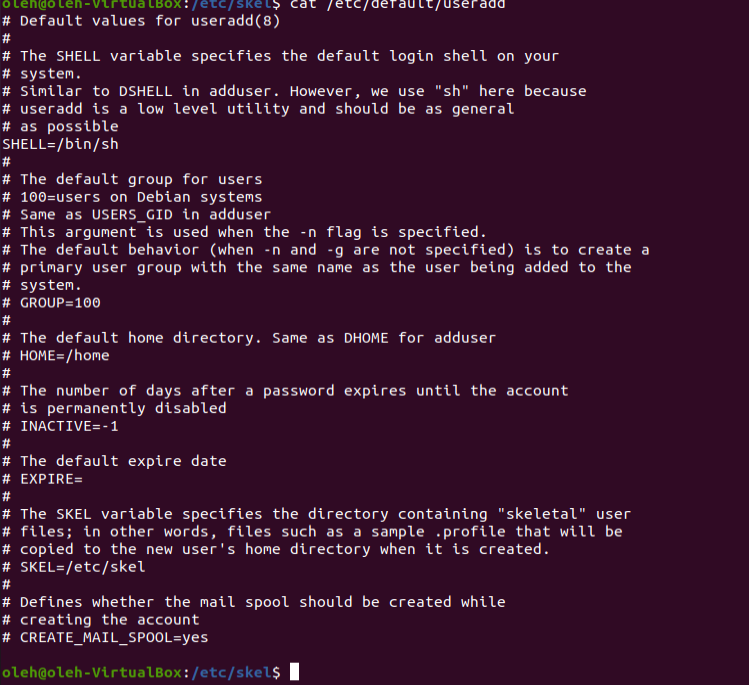 oleh@oleh-VirtualBox:/etc/skel$ cat /etc/default/useradd
# Default values for useradd(8)
#
# The SHELL variable specifies the default login shell on your
# system.
# Similar to DSHELL in adduser. However, we use "sh" here because
# useradd is a low level utility and should be as general
# as possible
SHELL=/bin/sh
#
# The default group for users
# 100=users on Debian systems
# Same as USERS_GID in adduser
# This argument is used when the -n flag is specified.
# The default behavior (when -n and -g are not specified) is to create a
# primary user group with the same name as the user being added to the
# system.
# GROUP=100
#
# The default home directory. Same as DHOME for adduser
# HOME=/home
#
# The number of days after a password expires until the account
# is permanently disabled
# INACTIVE=-1
#
# The default expire date
# EXPIRE=
#
# The SKEL variable specifies the directory containing "skeletal" user
# files; in other words, files such as a sample .profile that will be
# copied to the new user's home directory when it is created.
# SKEL=/etc/skel
#
# Defines whether the mail spool should be created while
# creating the account
# CREATE_MAIL_SPOOL=yes
oleh@oleh-VirtualBox:/etc/skel$